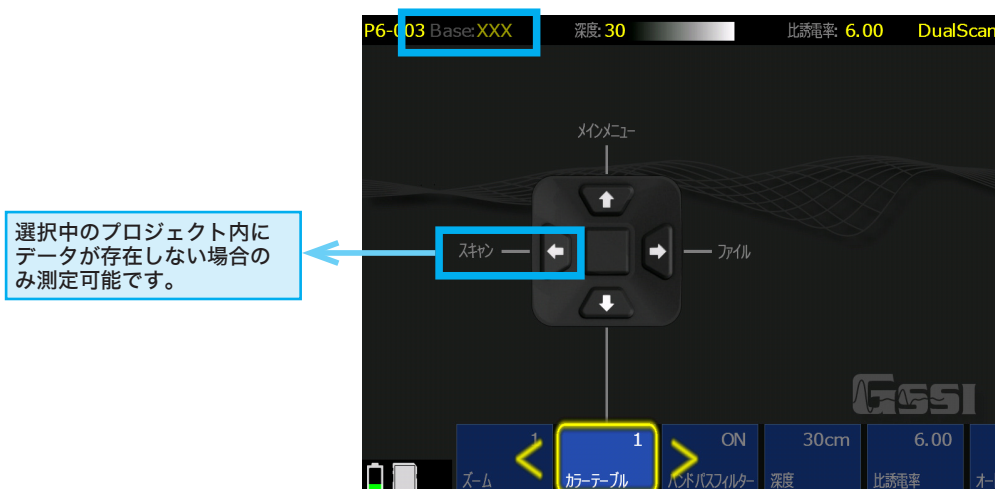 P6-003 Base:XXX 深度: 30 比誘電率: 6.00 DualScan
メインメニュー
選択中のプロジェクト内に
データが存在しない場合の
み測定可能です。
スキャン ファイル
GSSI
1 1 ON 30cm 6.00
ズーム カラーテーブル バンドパスフィルター 深度 比誘電率 オー